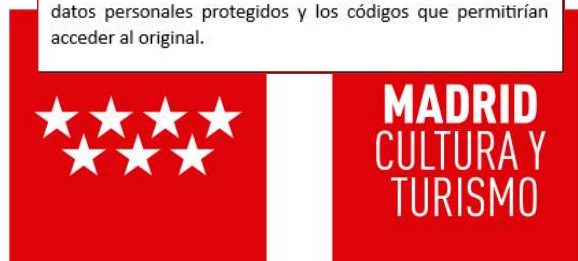 datos personales protegidos y los códigos que permitirían
acceder al original.
MADRID
CULTURA Y
TURISMO